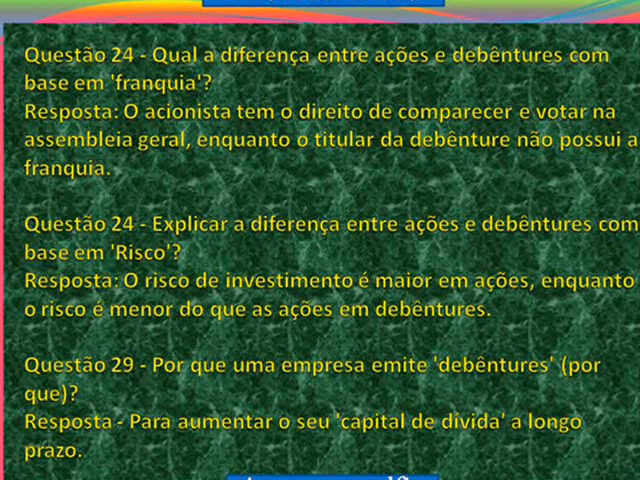 Questão 24 - Qual a diferença entre ações e debêntures com
base em 'franquia'?
Resposta: O acionista tem o direito de comparecer e votar na
assembleia geral, enquanto o titular da debênture não possui a
franquia.
Questão 24 - Explicar a diferença entre ações e debêntures com
base em 'Risco'?
Resposta: O risco de investimento é maior em ações, enquanto
o risco é menor do que as ações em debêntures.
Questão 29 - Por que uma empresa emite 'debêntures' (por
que)?
Resposta - Para aumentar o seu 'capital de dívida' a longo
prazo.